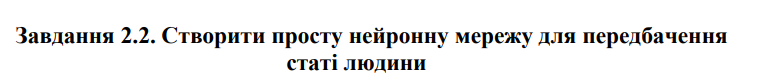 Завдання 2.2. Створити просту нейронну мережу для передбачення
статі людини